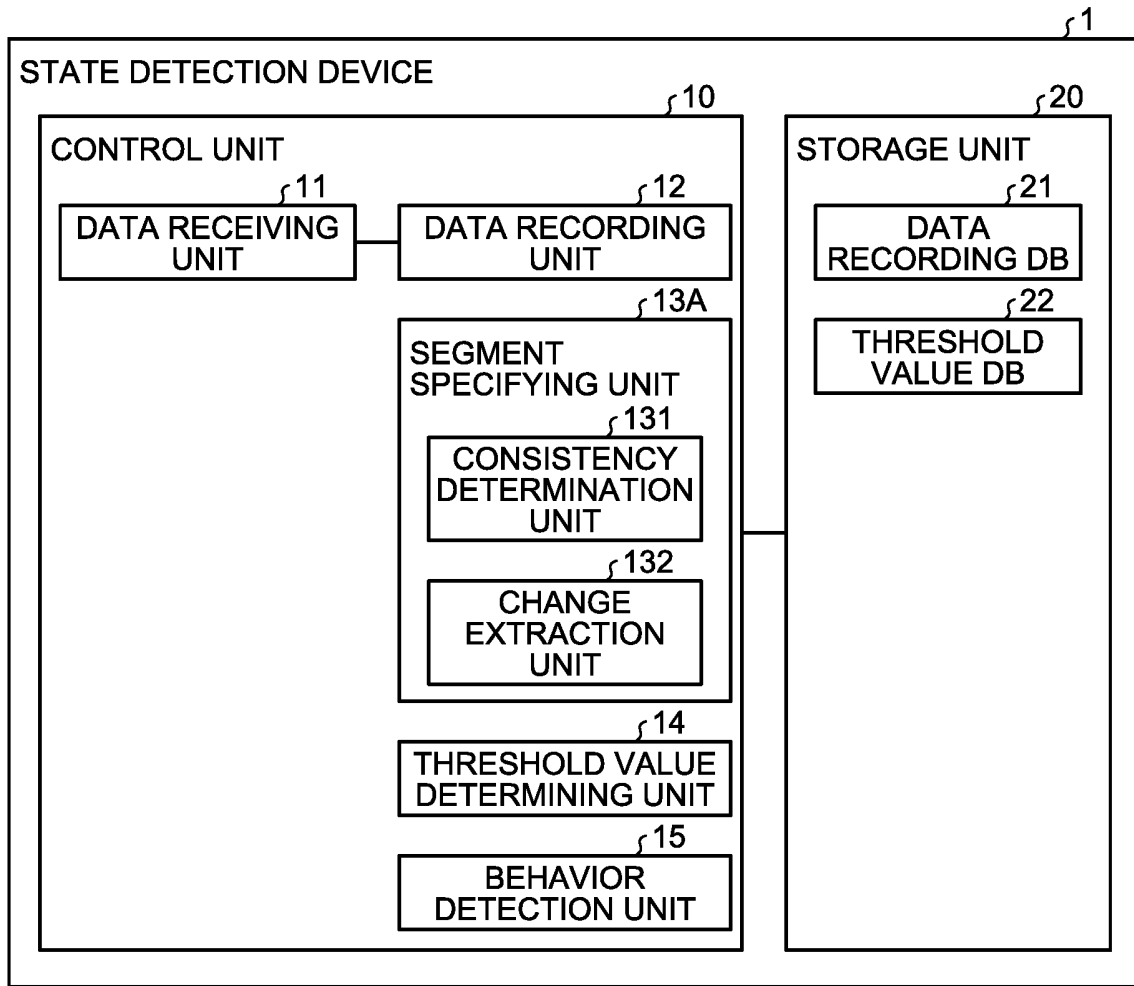 1
STATE DETECTION DEVICE
10
CONTROL UNIT
11
DATA RECEIVING
UNIT
12
DATA RECORDING
UNIT
13A
SEGMENT
SPECIFYING UNIT
131
CONSISTENCY
DETERMINATION
UNIT
132
CHANGE
EXTRACTION
UNIT
14
THRESHOLD VALUE
DETERMINING UNIT
15
BEHAVIOR
DETECTION UNIT
20
STORAGE UNIT
21
DATA
RECORDING DB
22
THRESHOLD
VALUE DB